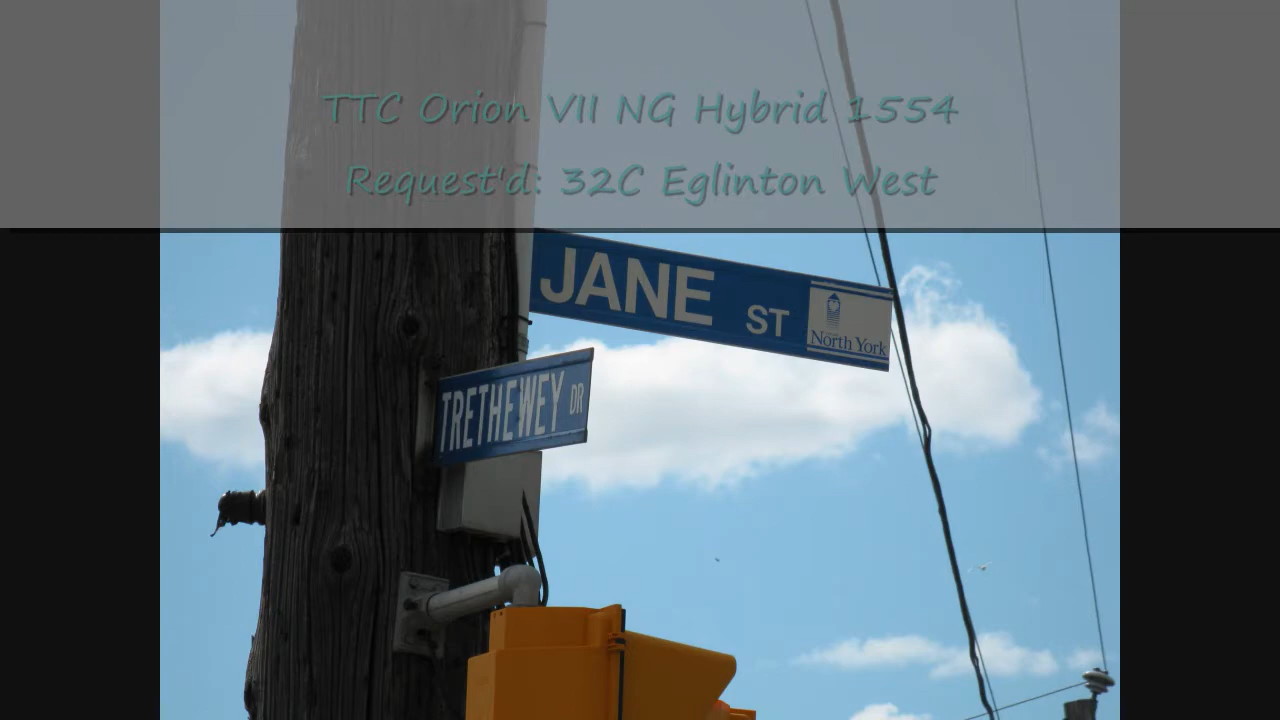 TTC Orion VII NG Hybrid 1554
Request'd: 32C Eglinton West
JANE ST
North York
TRETHEWEY DR